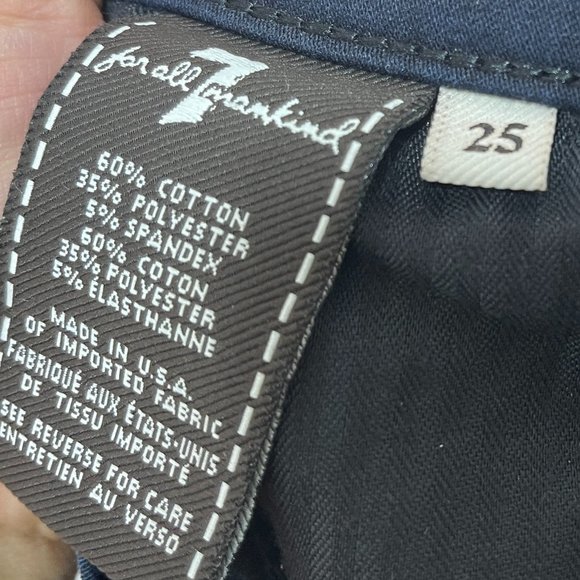 for all 7 mankind
25
60% COTTON
35% POLYESTER
5% SPANDEX
60% COTON
35% POLYESTER
5% ÉLASTHANNE
MADE IN U.S.A.
OF IMPORTED FABRIC
FABRIQUÉ AUX ÉTATS-UNIS
DE TISSU IMPORTÉ
SEE REVERSE FOR CARE
ENTRETIEN AU VERSO